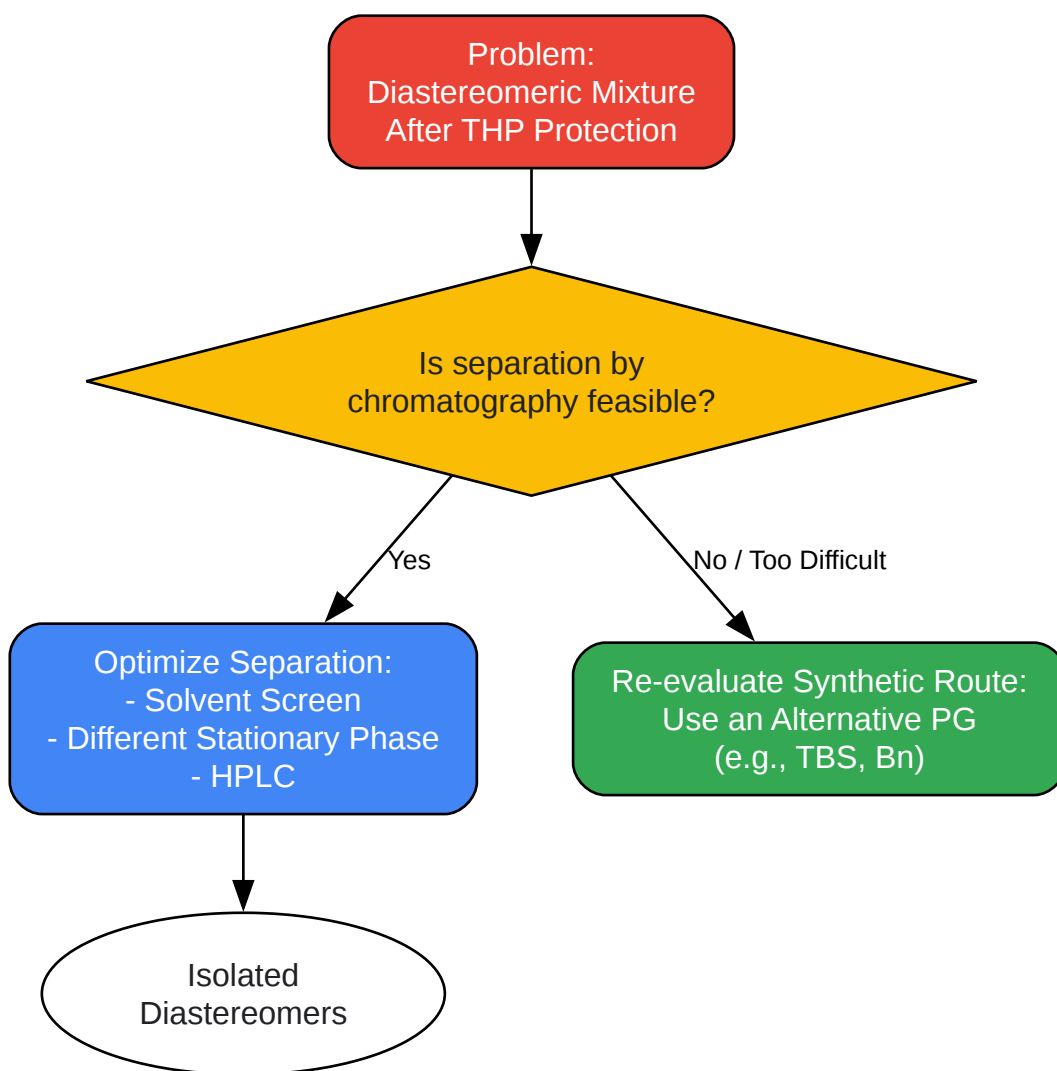 Problem:
Diastereomeric Mixture
After THP Protection
Is separation by
chromatography feasible?
Yes
No / Too Difficult
Optimize Separation:
- Solvent Screen
- Different Stationary Phase
- HPLC
Re-evaluate Synthetic Route:
Use an Alternative PG
(e.g., TBS, Bn)
Isolated
Diastereomers